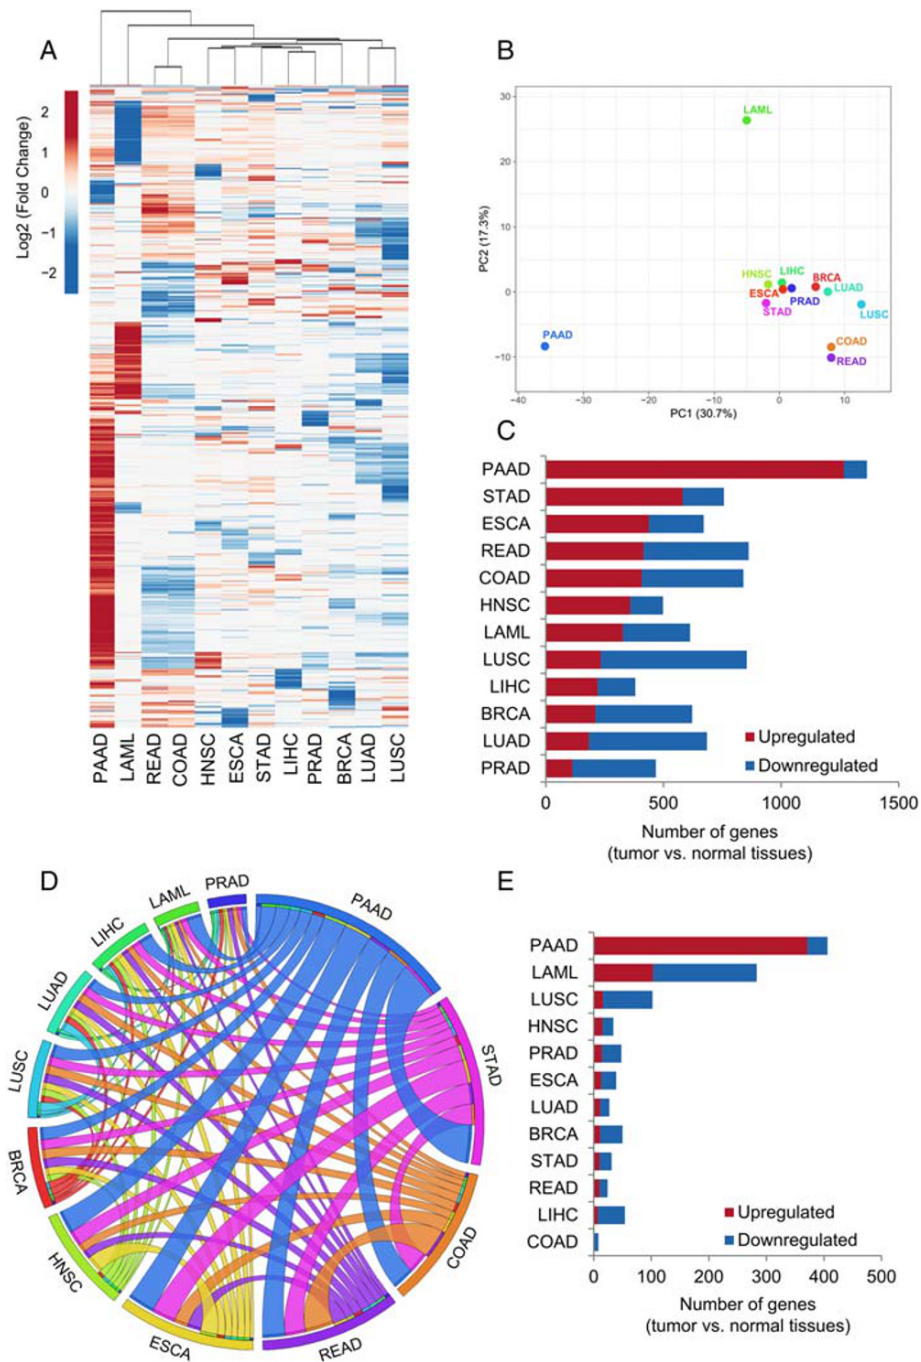 A
Log2 (Fold Change)
2
1
0
−1
−2
PAAD
LAML
READ
COAD
HNSC
ESCA
STAD
LIHC
PRAD
BRCA
LUAD
LUSC
B
PC2 (17.3%)
30
20
10
0
−10
LAML
HNSC
LIHC
BRCA
ESCA
PRAD
LUAD
STAD
LUSC
PAAD
COAD
READ
−40
−30
−20
−10
0
10
PC1 (30.7%)
C
PAAD
STAD
ESCA
READ
COAD
HNSC
LAML
LUSC
LIHC
BRCA
LUAD
PRAD
Upregulated
Downregulated
0 500 1000 1500
Number of genes
(tumor vs. normal tissues)
D
PAAD
STAD
COAD
READ
ESCA
HNSC
BRCA
LUSC
LUAD
LIHC
LAML
PRAD
E
PAAD
LAML
LUSC
HNSC
PRAD
ESCA
LUAD
BRCA
STAD
READ
LIHC
COAD
Upregulated
Downregulated
0 100 200 300 400 500
Number of genes
(tumor vs. normal tissues)